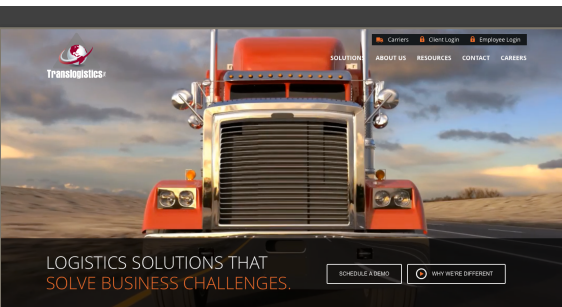 Carriers Client Login Employee Login
Translogistics
SOLUTIONS ABOUT US RESOURCES CONTACT CAREERS
LOGISTICS SOLUTIONS THAT
SOLVE BUSINESS CHALLENGES.
SCHEDULE A DEMO WHY WE'RE DIFFERENT